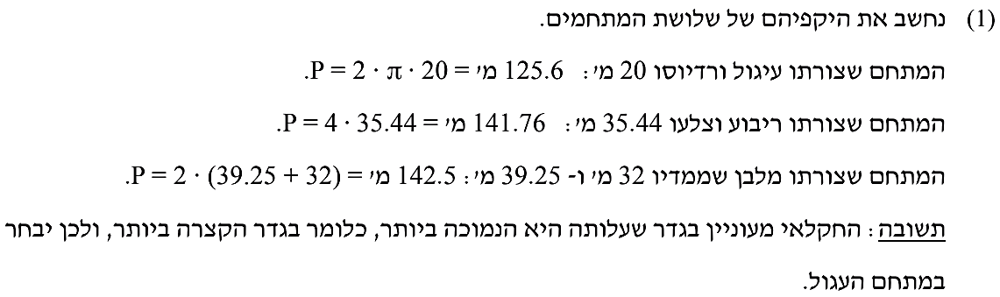 (1) נחשב את היקפיהם של שלושת המתחמים.
המתחם שצורתו עיגול ורדיוסו 20 מ׳: P = 2 · π · 20 = 125.6 מ׳.
המתחם שצורתו ריבוע וצלעו 35.44 מ׳: P = 4 · 35.44 = 141.76 מ׳.
המתחם שצורתו מלבן שממדיו 32 מ׳ ו- 39.25 מ׳: P = 2 · (39.25 + 32) = 142.5 מ׳.
תשובה: החקלאי מעוניין בגדר שעלותה היא הנמוכה ביותר, כלומר בגדר הקצרה ביותר, ולכן יבחר
במתחם העגול.